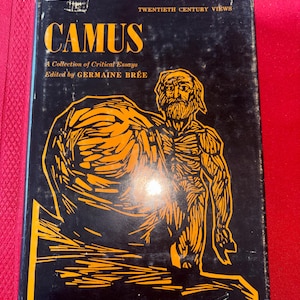 TWENTIETH CENTURY VIEWS
CAMUS
A Collection of Critical Essays
Edited by GERMAINE BRÉE